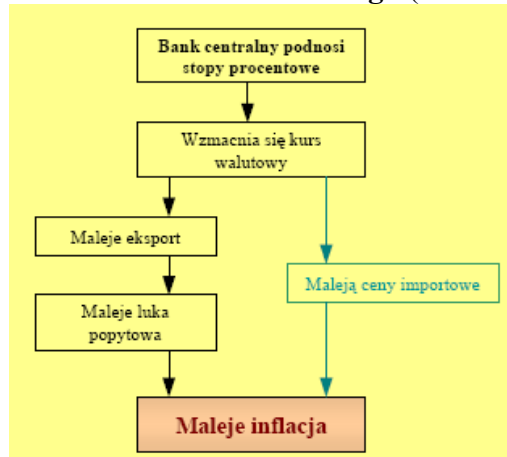 Bank centralny podnosi
stopy procentowe
Wzmacnia się kurs
walutowy
Maleje eksport
Maleją ceny importowe
Maleje luka
popytowa
Maleje inflacja